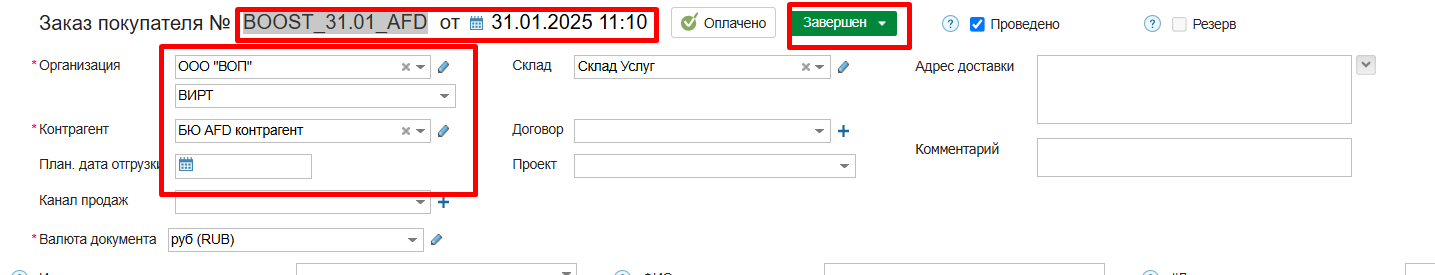 Заказ покупателя № BOOST_31.01_AFD от 31.01.2025 11:10 Оплачено Завершен Проведено Резерв
* Организация ООО "ВОП" Склад Склад Услуг Адрес доставки
ВИРТ
* Контрагент БЮ AFD контрагент Договор
План. дата отгрузки Проект Комментарий
Канал продаж
* Валюта документа руб (RUB)